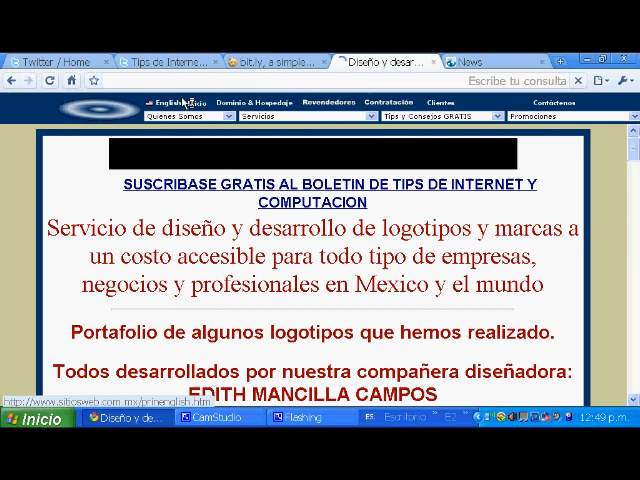 Twitter / Home
Tips de Internet...
bit.ly, a simple...
Diseño y desar...
News
Escribe tu consulta
English Inicio
Dominio & Hospedaje
Revendedores
Contratación
Clientes
Contáctenos
Quienes Somos
Servicios
Tips y Consejos GRATIS
Promociones
SUSCRIBASE GRATIS AL BOLETIN DE TIPS DE INTERNET Y
COMPUTACION
Servicio de diseño y desarrollo de logotipos y marcas a
un costo accesible para todo tipo de empresas,
negocios y profesionales en Mexico y el mundo
Portafolio de algunos logotipos que hemos realizado.
Todos desarrollados por nuestra compañera diseñadora:
EDITH MANCILLA CAMPOS
http://www.sitiosweb.com.mx/prinenglish.htm
Inicio
Diseño y de...
CamStudio
Flashing
ES
Escritorio
E2
12:49 p.m.